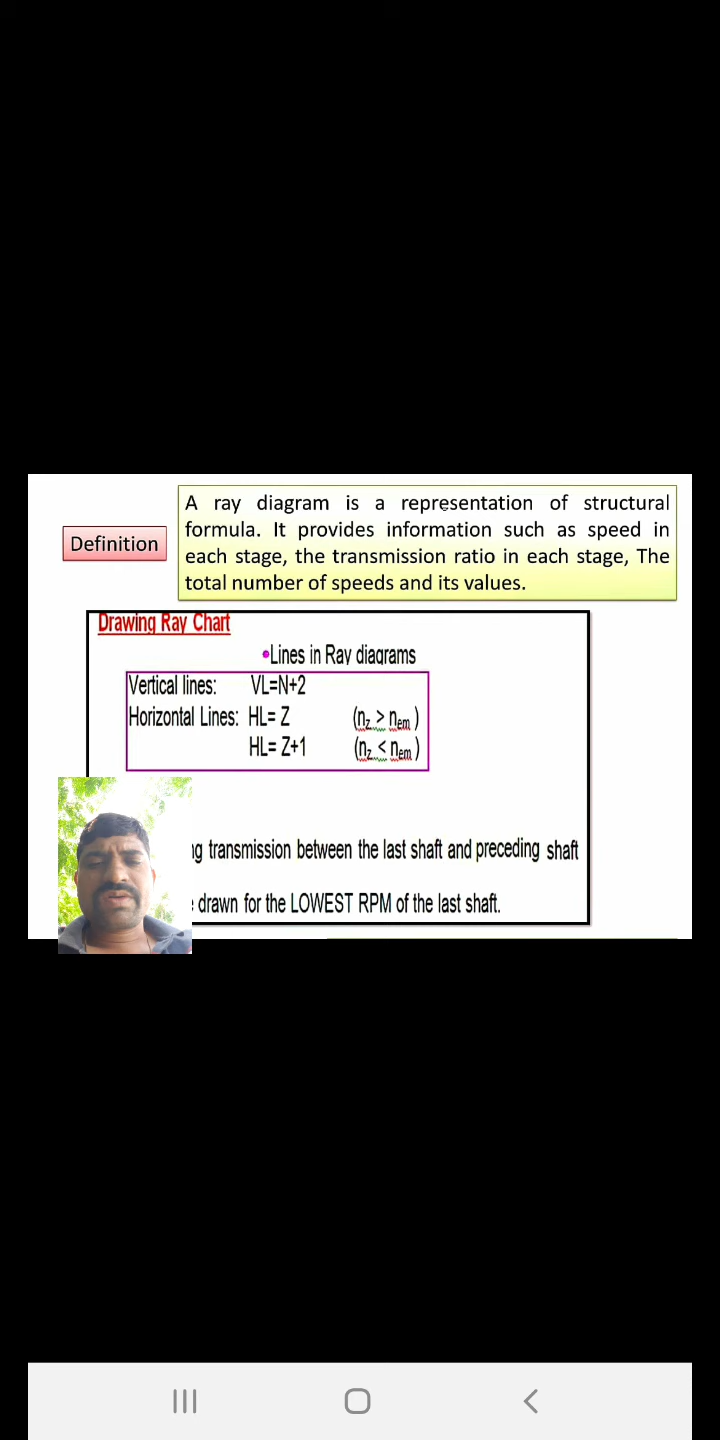 A ray diagram is a representation of structural
formula. It provides information such as speed in
Definition
each stage, the transmission ratio in each stage, The
total number of speeds and its values.
Drawing Ray Chart
•Lines in Ray diagrams
Vertical lines: VL=N+2
Horizontal Lines: HL= Z (nz > nem )
HL= Z+1 (nz < nem )
transmission between the last shaft and preceding shaft
drawn for the LOWEST RPM of the last shaft.